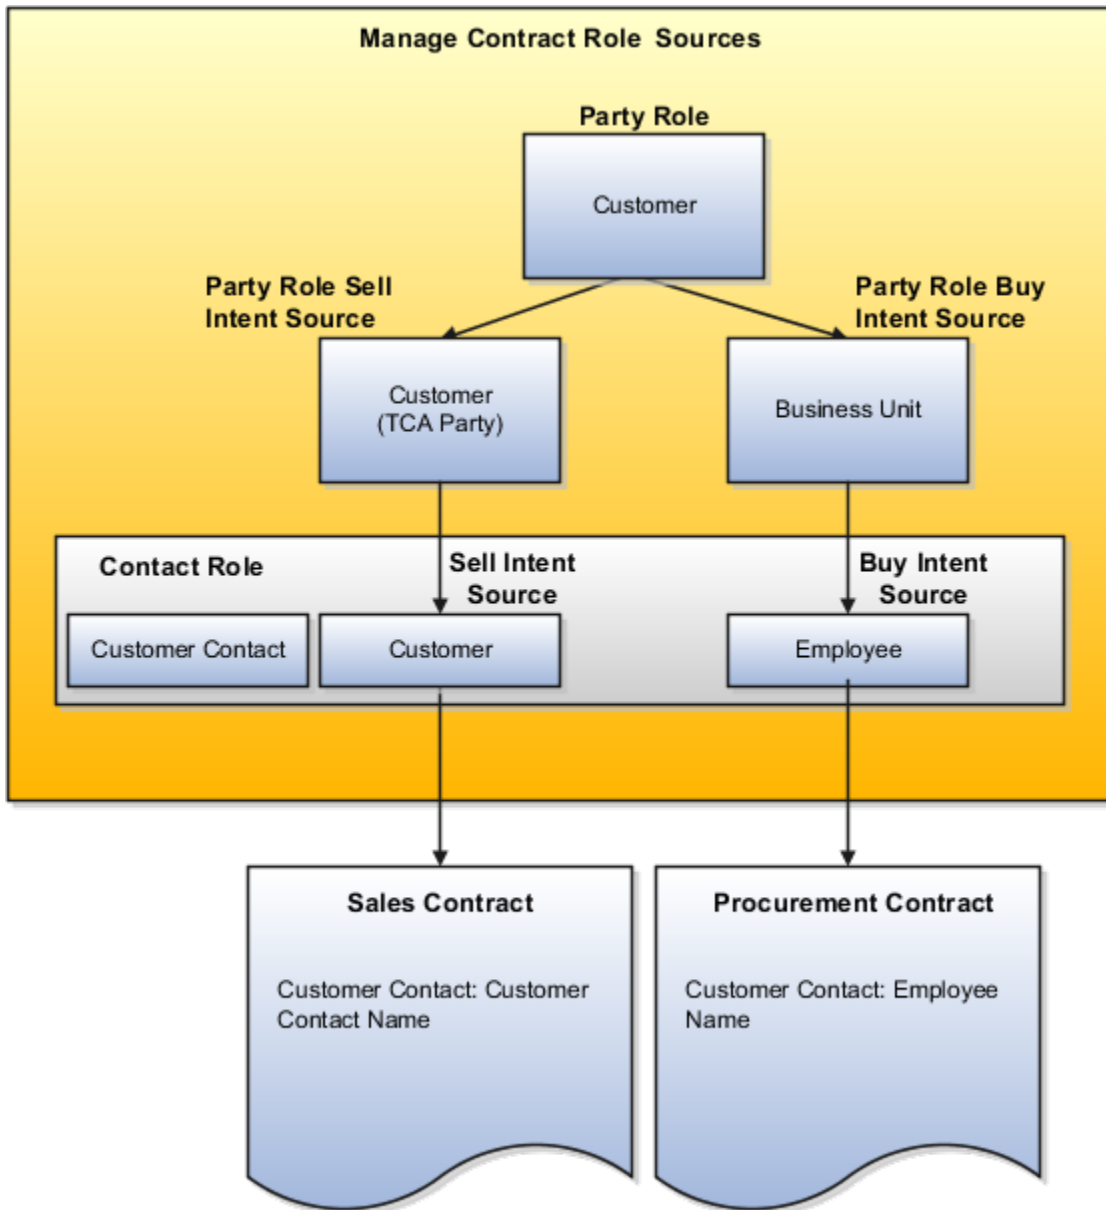 Manage Contract Role Sources
Party Role
Customer
Party Role Sell
Intent Source
Party Role Buy
Intent Source
Customer
(TCA Party)
Business Unit
Contact Role
Sell Intent
Source
Buy Intent
Source
Customer Contact
Customer
Employee
Sales Contract
Customer Contact: Customer
Contact Name
Procurement Contract
Customer Contact: Employee
Name